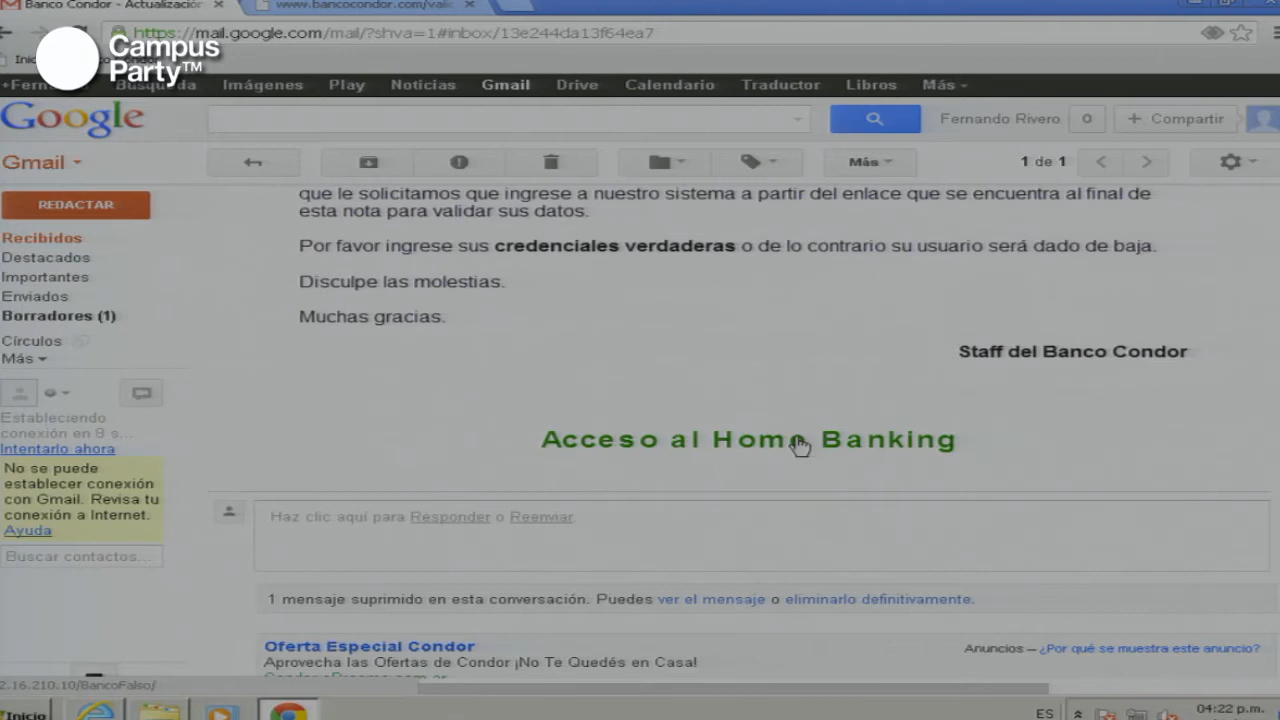 Banco Condor - Actualización
www.bancocondor.com/vali
https://mail.google.com/mail/?shva=1#inbox/13e244da13f64ea7
Campus
Party™
Búsqueda Imágenes Play Noticias Gmail Drive Calendario Traductor Libros Más
Google
Fernando Rivero 0 + Compartir
Gmail
Más
1 de 1
REDACTAR
que le solicitamos que ingrese a nuestro sistema a partir del enlace que se encuentra al final de
esta nota para validar sus datos.
Por favor ingrese sus credenciales verdaderas o de lo contrario su usuario será dado de baja.
Disculpe las molestias.
Muchas gracias.
Staff del Banco Condor
Acceso al Home Banking
Recibidos
Destacados
Importantes
Enviados
Borradores (1)
Círculos
Más
Estableciendo
conexión en 8 s...
Intentarlo ahora
No se puede
establecer conexión
con Gmail. Revisa tu
conexión a Internet.
Ayuda
Buscar contactos...
Haz clic aquí para Responder o Reenviar
1 mensaje suprimido en esta conversación. Puedes ver el mensaje o eliminarlo definitivamente.
Oferta Especial Condor
Aprovecha las Ofertas de Condor ¡No Te Quedés en Casa!
Anuncios – ¿Por qué se muestra este anuncio?
2.16.210.10/BancoFalso/
Inicio
ES
04:22 p.m.